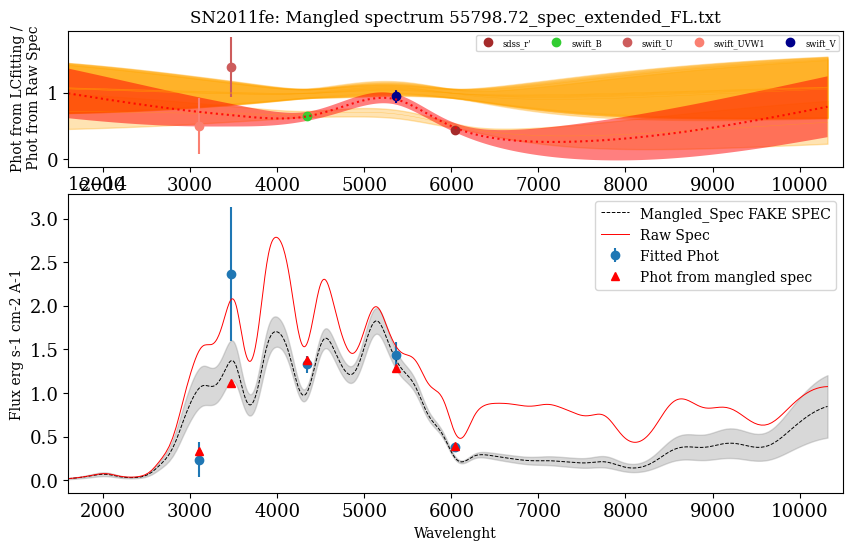 SN2011fe: Mangled spectrum 55798.72_spec_extended_FL.txt
Phot from LCfitting /
Phot from Raw Spec
sdss_r' swift_B swift_U swift_UVW1 swift_V
1
0
2000 3000 4000 5000 6000 7000 8000 9000 10000
1e−14
Mangled_Spec FAKE SPEC
Raw Spec
Fitted Phot
Phot from mangled spec
Flux erg s-1 cm-2 A-1
3.0
2.5
2.0
1.5
1.0
0.5
0.0
2000 3000 4000 5000 6000 7000 8000 9000 10000
Wavelenght